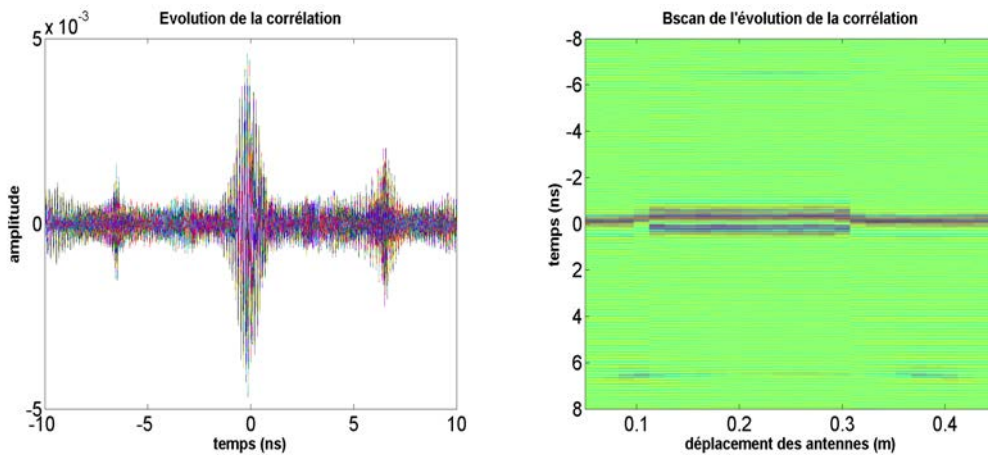 Evolution de la corrélation
5 x 10-3
0
-5
-10 -5 0 5 10
amplitude
temps (ns)
Bscan de l'évolution de la corrélation
-8
-6
-4
-2
0
2
4
6
8
0.1 0.2 0.3 0.4
temps (ns)
déplacement des antennes (m)